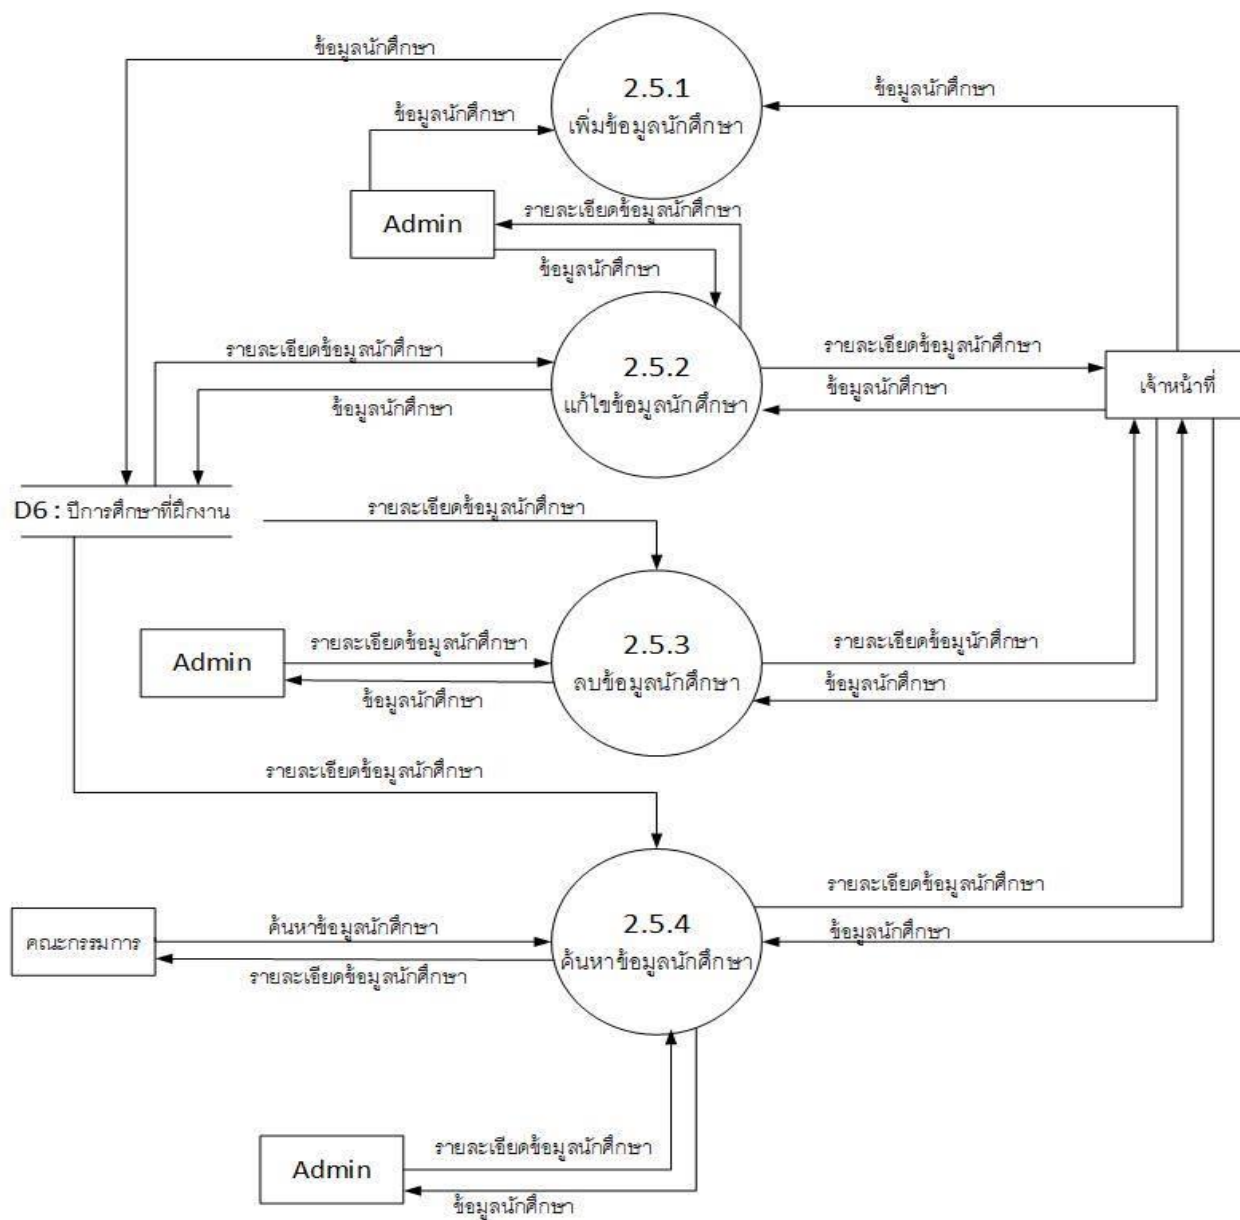 ข้อมูลนักศึกษา
2.5.1
เพิ่มข้อมูลนักศึกษา
ข้อมูลนักศึกษา
ข้อมูลนักศึกษา
Admin
รายละเอียดข้อมูลนักศึกษา
ข้อมูลนักศึกษา
รายละเอียดข้อมูลนักศึกษา
2.5.2
แก้ไขข้อมูลนักศึกษา
รายละเอียดข้อมูลนักศึกษา
ข้อมูลนักศึกษา
ข้อมูลนักศึกษา
เจ้าหน้าที่
D6 : ปีการศึกษาที่ฝึกงาน
รายละเอียดข้อมูลนักศึกษา
Admin
รายละเอียดข้อมูลนักศึกษา
ข้อมูลนักศึกษา
2.5.3
ลบข้อมูลนักศึกษา
รายละเอียดข้อมูนักศึกษา
ข้อมูลนักศึกษา
รายละเอียดข้อมูลนักศึกษา
คณะกรรมการ
ค้นหาข้อมูลนักศึกษา
รายละเอียดข้อมูลนักศึกษา
2.5.4
ค้นหาข้อมูลนักศึกษา
รายละเอียดข้อมูลนักศึกษา
ข้อมูลนักศึกษา
Admin
รายละเอียดข้อมูลนักศึกษา
ข้อมูลนักศึกษา